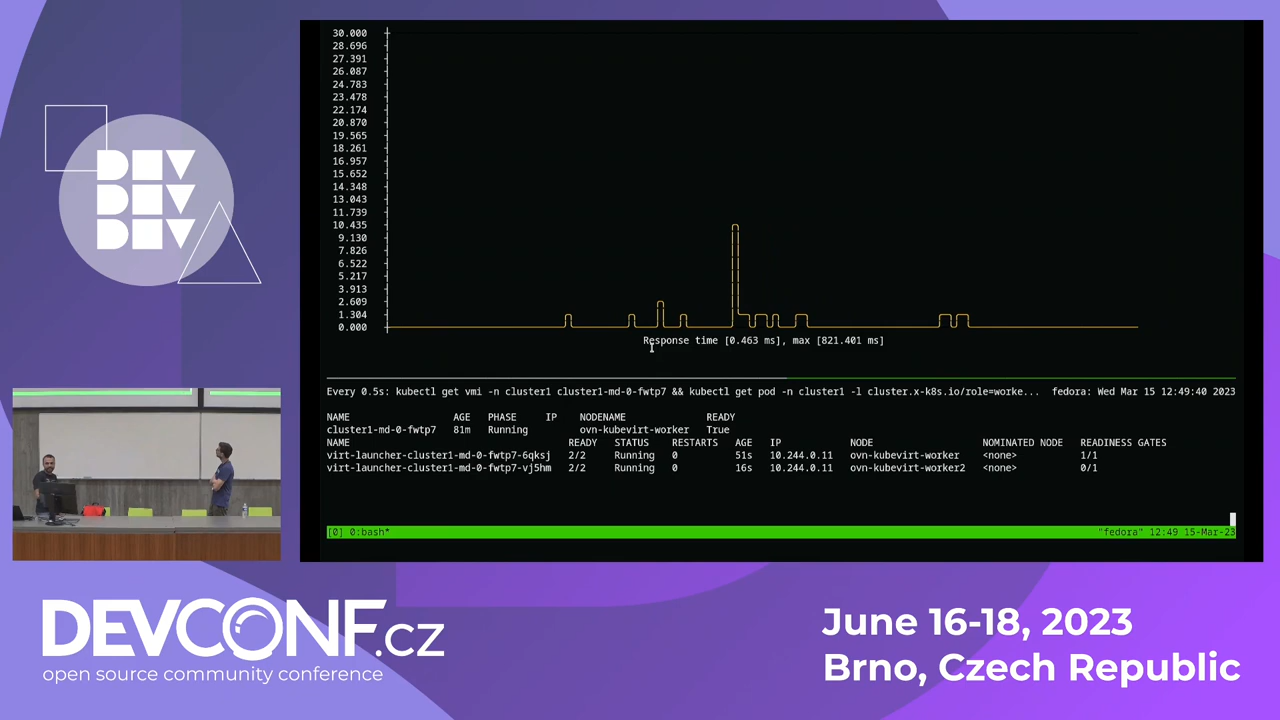 30.000
28.696
27.391
26.087
24.783
23.478
22.174
20.870
19.565
18.261
16.957
15.652
14.348
13.043
11.739
10.435
9.130
7.826
6.522
5.217
3.913
2.609
1.304
0.000
Response time [0.463 ms], max [821.401 ms]
Every 0.5s: kubectl get vmi -n cluster1 cluster1-md-0-fwtp7 && kubectl get pod -n cluster1 -l cluster.x-k8s.io/role=worke... fedora: Wed Mar 15 12:49:40 2023
NAME AGE PHASE IP NODENAME READY
cluster1-md-0-fwtp7 81m Running ovn-kubevirt-worker True
NAME READY STATUS RESTARTS AGE IP NODE NOMINATED NODE READINESS GATES
virt-launcher-cluster1-md-0-fwtp7-6qksj 2/2 Running 0 51s 10.244.0.11 ovn-kubevirt-worker <none> 1/1
virt-launcher-cluster1-md-0-fwtp7-vj5hm 2/2 Running 0 16s 10.244.0.11 ovn-kubevirt-worker2 <none> 0/1
[0] 0:bash* "fedora" 12:49 15-Mar-23
DEV
DEV
DEV
DEVCONF.cz
open source community conference
June 16-18, 2023
Brno, Czech Republic